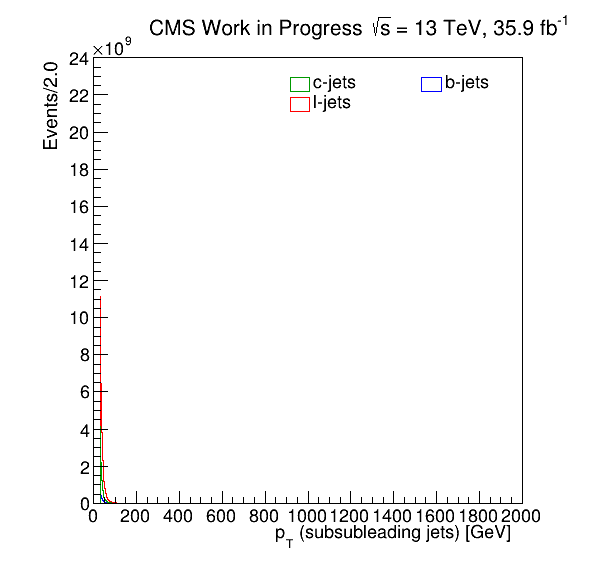 CMS Work in Progress √s = 13 TeV, 35.9 fb⁻¹
×10⁹
Events/2.0
24
22
20
18
16
14
12
10
8
6
4
2
0
c-jets
b-jets
l-jets
0 200 400 600 800 1000 1200 1400 1600 1800 2000
p_T (subsubleading jets) [GeV]